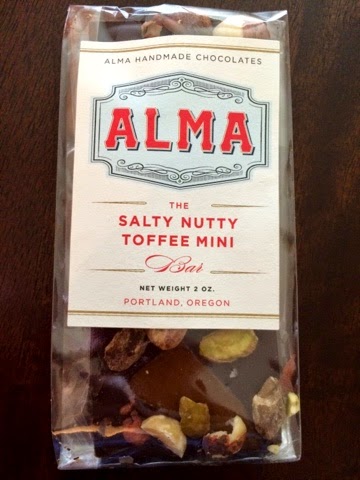 ALMA HANDMADE CHOCOLATES
ALMA
THE
SALTY NUTTY
TOFFEE MINI
Bar
NET WEIGHT 2 OZ.
PORTLAND, OREGON